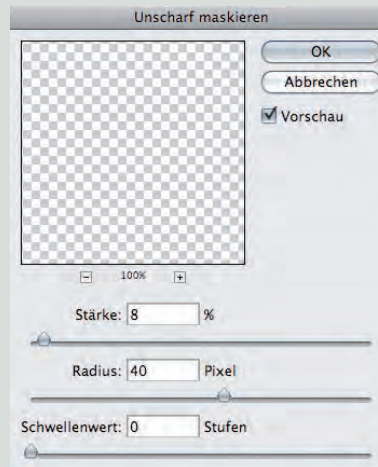 Unscharf maskieren
OK
Abbrechen
Vorschau
100%
Stärke: 8 %
Radius: 40 Pixel
Schwellenwert: 0 Stufen